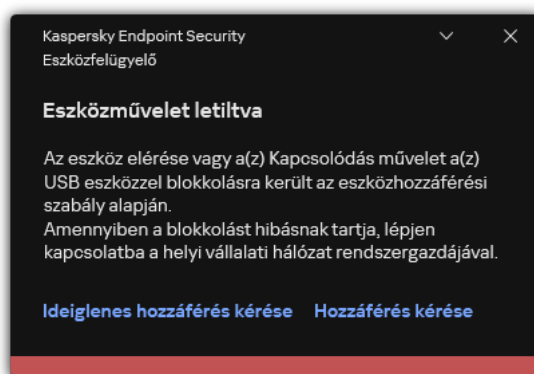 Kaspersky Endpoint Security
Eszközfelügyelő
Eszközművelet letiltva
Az eszköz elérése vagy a(z) Kapcsolódás művelet a(z)
USB eszközzel blokkolásra került az eszközhozzáférési
szabály alapján.
Amennyiben a blokkolást hibásnak tartja, lépjen
kapcsolatba a helyi vállalati hálózat rendszergazdájával.
Ideiglenes hozzáférés kérése Hozzáférés kérése